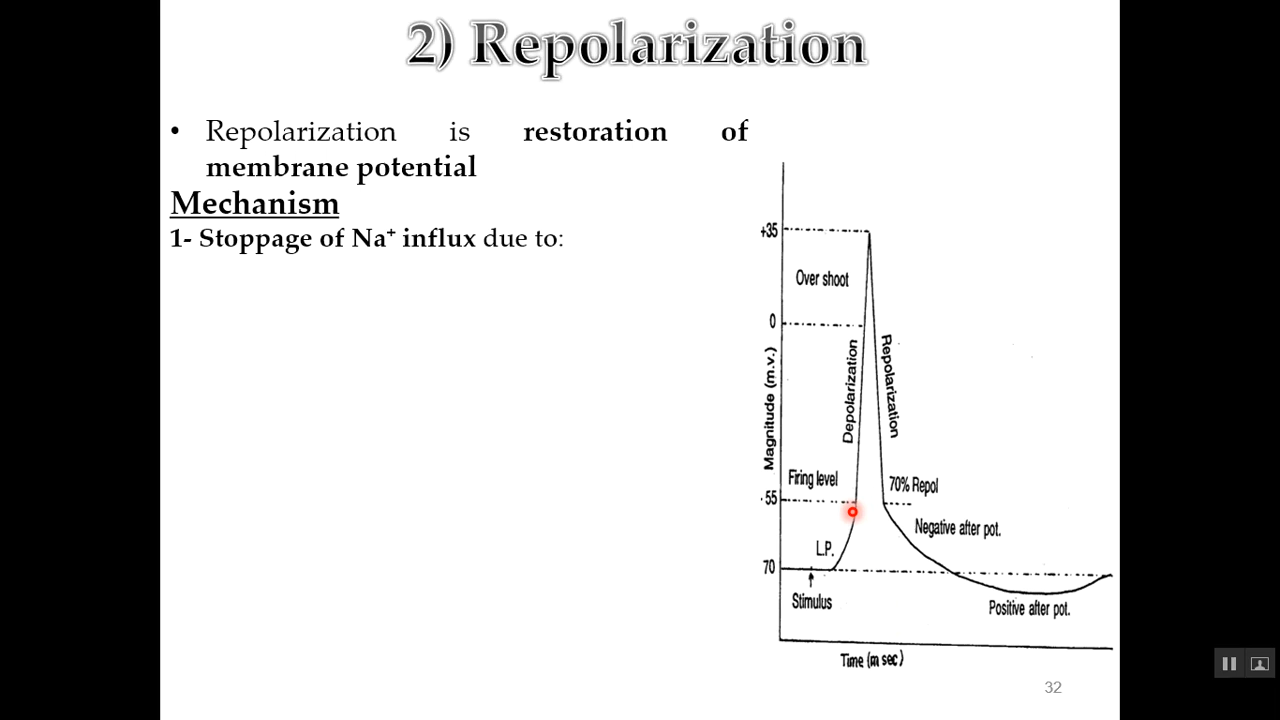 2) Repolarization
• Repolarization is restoration of
membrane potential
Mechanism
1- Stoppage of Na⁺ influx due to:
+35
Over shoot
0
Magnitude (m.v.)
Depolarization
Repolarization
Firing level
70% Repol
-55
Negative after pot.
L.P.
70
Stimulus
Positive after pot.
Time (m sec)
32